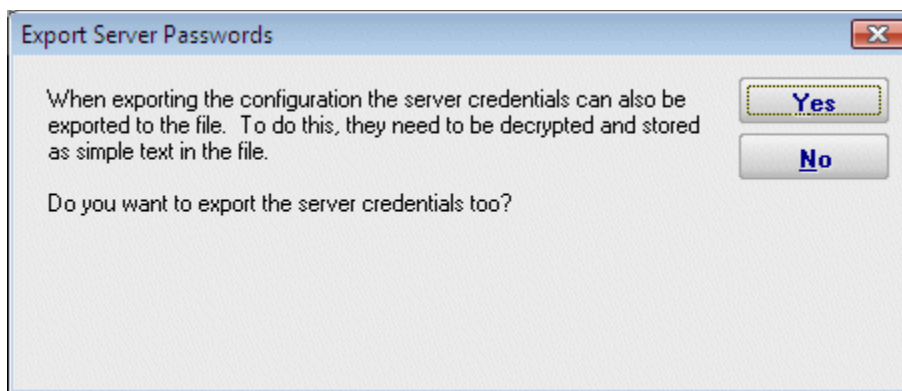 Export Server Passwords
When exporting the configuration the server credentials can also be
exported to the file.  To do this, they need to be decrypted and stored
as simple text in the file.
Do you want to export the server credentials too?
Yes
No